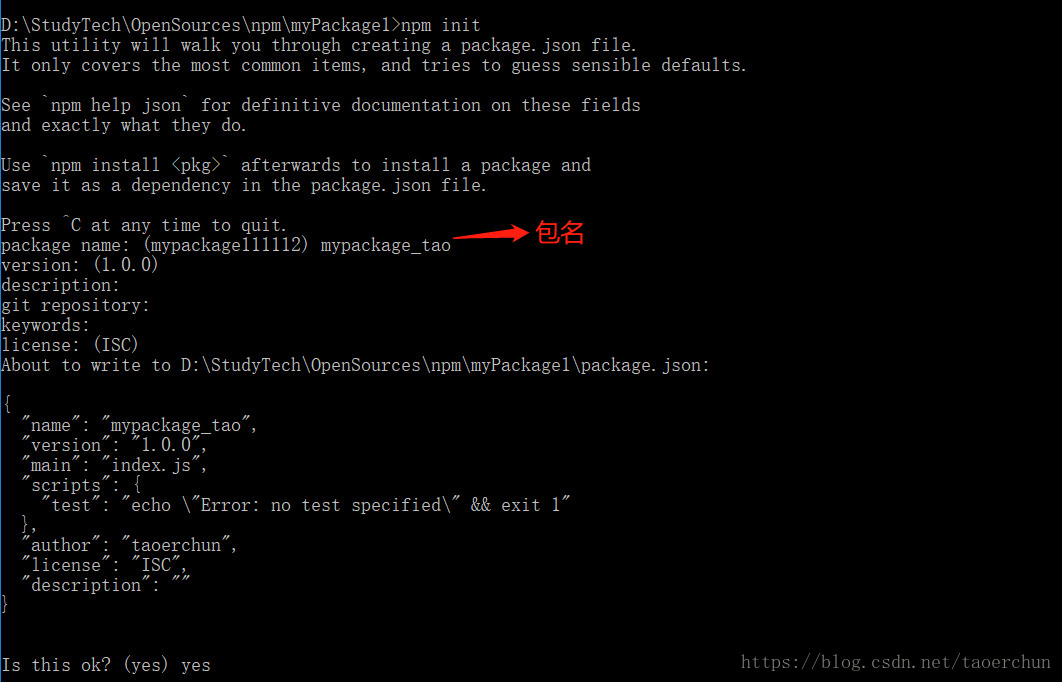 D:\StudyTech\OpenSources\npm\myPackage1>npm init
This utility will walk you through creating a package.json file.
It only covers the most common items, and tries to guess sensible defaults.
See `npm help json` for definitive documentation on these fields
and exactly what they do.
Use `npm install <pkg>` afterwards to install a package and
save it as a dependency in the package.json file.
Press ^C at any time to quit.
package name: (mypackage111112) mypackage_tao
包名
version: (1.0.0)
description:
git repository:
keywords:
license: (ISC)
About to write to D:\StudyTech\OpenSources\npm\myPackage1\package.json:
{
  "name": "mypackage_tao",
  "version": "1.0.0",
  "main": "index.js",
  "scripts": {
    "test": "echo \"Error: no test specified\" && exit 1"
  },
  "author": "taoerchun",
  "license": "ISC",
  "description": ""
}
Is this ok? (yes) yes
https://blog.csdn.net/taoerchun